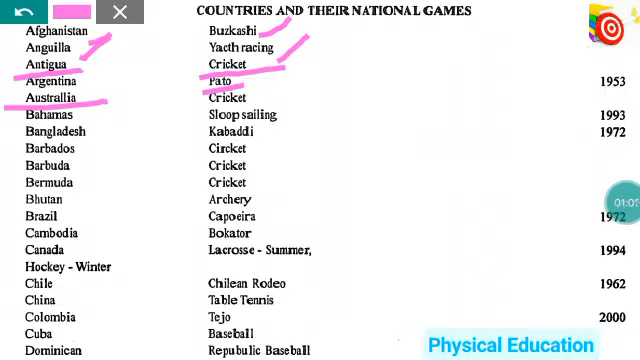 COUNTRIES AND THEIR NATIONAL GAMES
Afghanistan Buzkashi
Anguilla Yacth racing
Antigua Cricket
Argentina Pato 1953
Austrailia Cricket
Bahamas Sloop sailing 1993
Bangladesh Kabaddi 1972
Barbados Circket
Barbuda Cricket
Bermuda Cricket
Bhutan Archery
Brazil Capoeira 1972
Cambodia Bokator
Canada Lacrosse - Summer, 1994
Hockey - Winter
Chile Chilean Rodeo 1962
China Table Tennis
Colombia Tejo 2000
Cuba Baseball
Dominican Repubulic Baseball
Physical Education